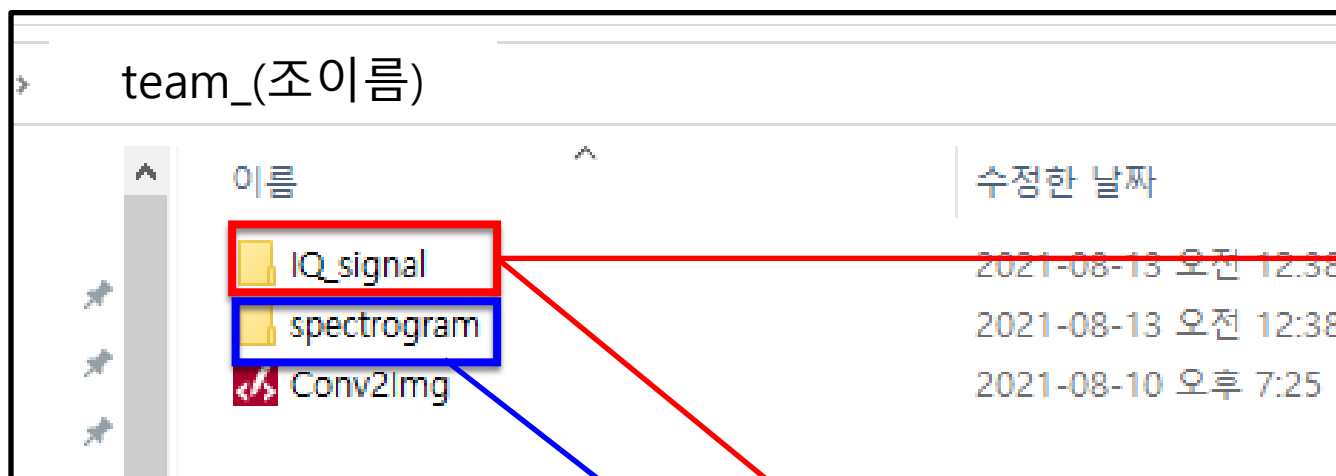 team_(조이름)
이름 수정한 날짜
IQ_signal 2021-08-13 오전 12:38
spectrogram 2021-08-13 오전 12:38
Conv2Img 2021-08-10 오후 7:25